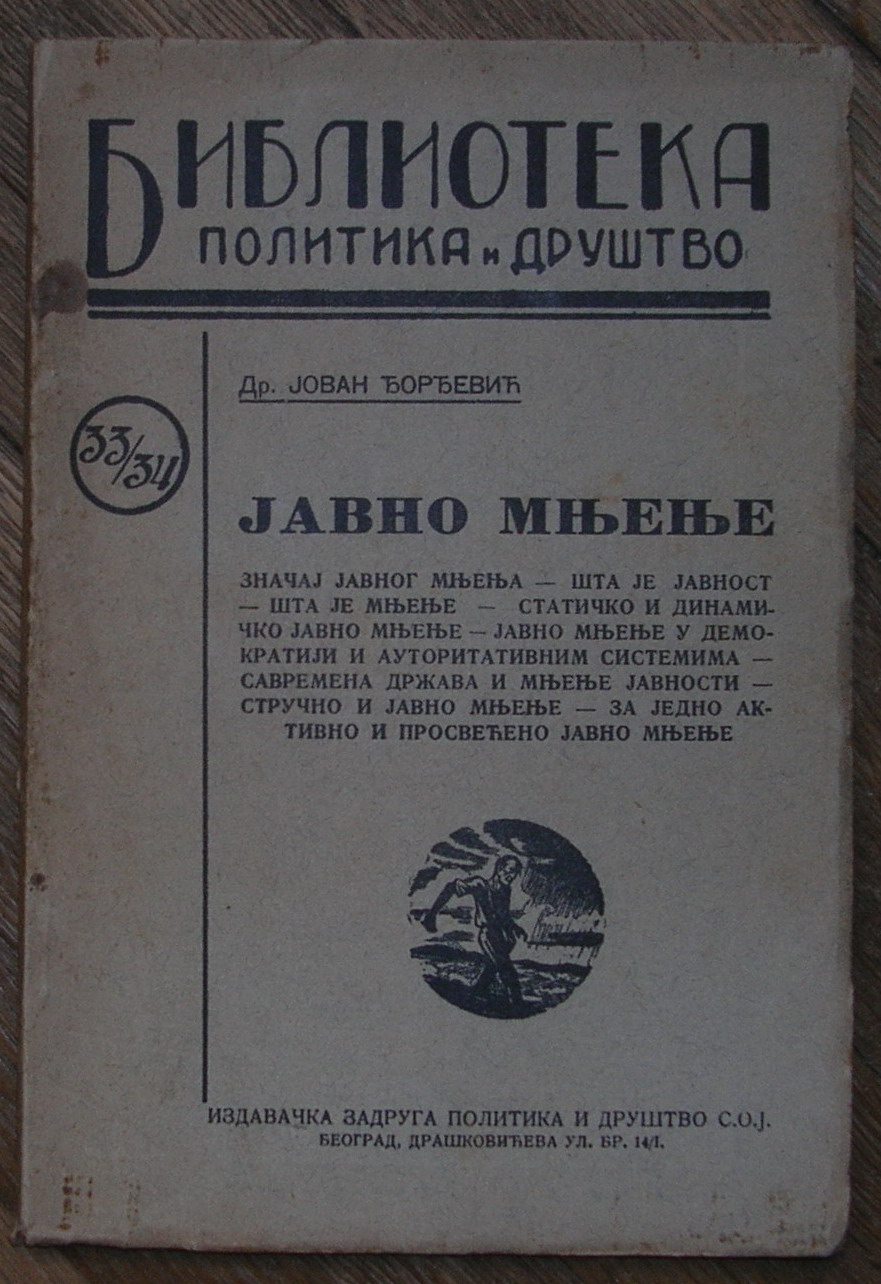 БИБЛИОТЕКА
ПОЛИТИКА и ДРУШТВО
Др. ЈОВАН ЂОРЂЕВИЋ
33/34
ЈАВНО МЊЕЊЕ
ЗНАЧАЈ ЈАВНОГ МЊЕЊА — ШТА ЈЕ ЈАВНОСТ
— ШТА ЈЕ МЊЕЊЕ — СТАТИЧКО И ДИНАМИ-
ЧКО ЈАВНО МЊЕЊЕ — ЈАВНО МЊЕЊЕ У ДЕМО-
КРАТИЈИ И АУТОРИТАТИВНИМ СИСТЕМИМА —
САВРЕМЕНА ДРЖАВА И МЊЕЊЕ ЈАВНОСТИ —
СТРУЧНО И ЈАВНО МЊЕЊЕ — ЗА ЈЕДНО АК-
ТИВНО И ПРОСВЕЋЕНО ЈАВНО МЊЕЊЕ
ИЗДАВАЧКА ЗАДРУГА ПОЛИТИКА И ДРУШТВО С.О.Ј.
БЕОГРАД, ДРАШКОВИЋЕВА УЛ. БР. 14/I.